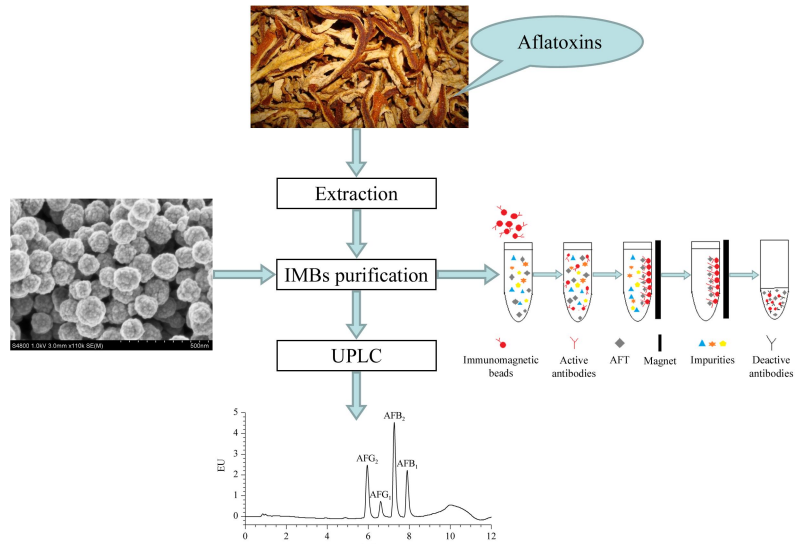 Aflatoxins
Extraction
IMBs purification
S4800 1.0kV 3.0mm x110k SE(M)
500nm
UPLC
Immunomagnetic
beads
Active
antibodies
AFT
Magnet
Impurities
Deactive
antibodies
EU
5
4
3
2
1
0
AFG₂
AFG₁
AFB₂
AFB₁
0
2
4
6
8
10
12